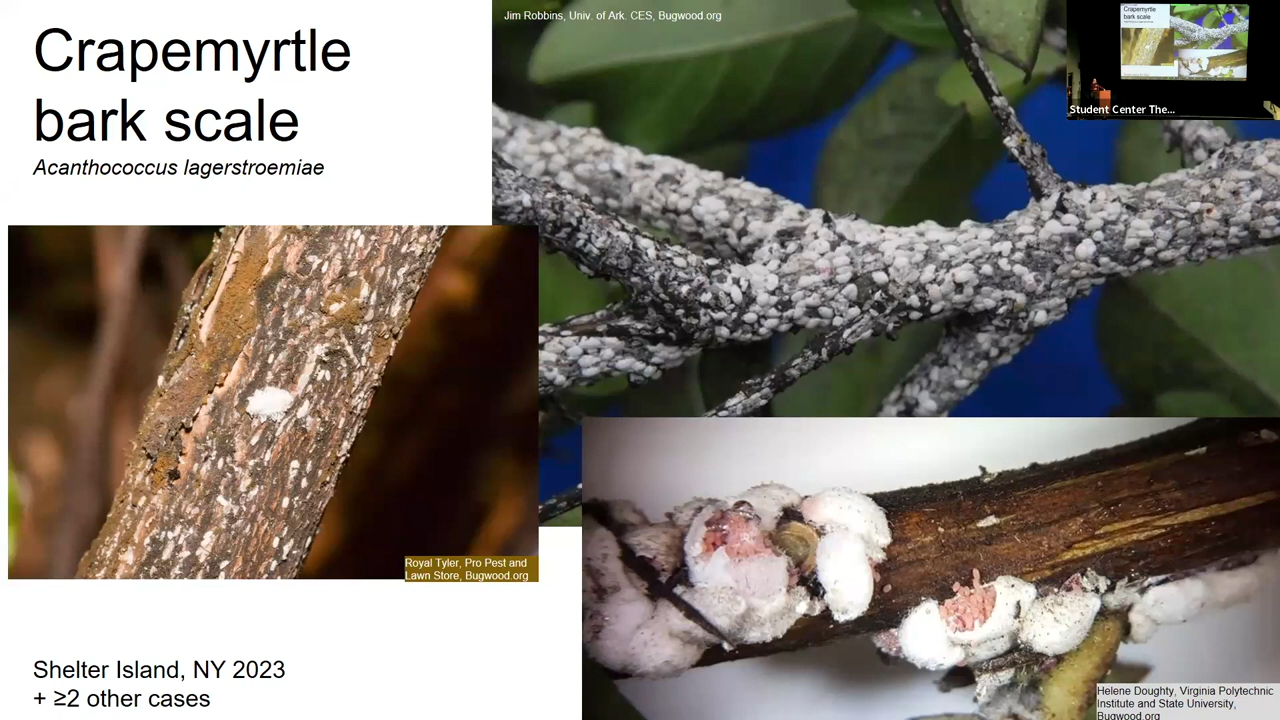 Crapemyrtle
bark scale
Acanthococcus lagerstroemiae
Jim Robbins, Univ. of Ark. CES, Bugwood.org
Crapemyrtle
bark scale
Student Center The...
Royal Tyler, Pro Pest and
Lawn Store, Bugwood.org
Shelter Island, NY 2023
+ ≥2 other cases
Helene Doughty, Virginia Polytechnic
Institute and State University,
Bugwood.org